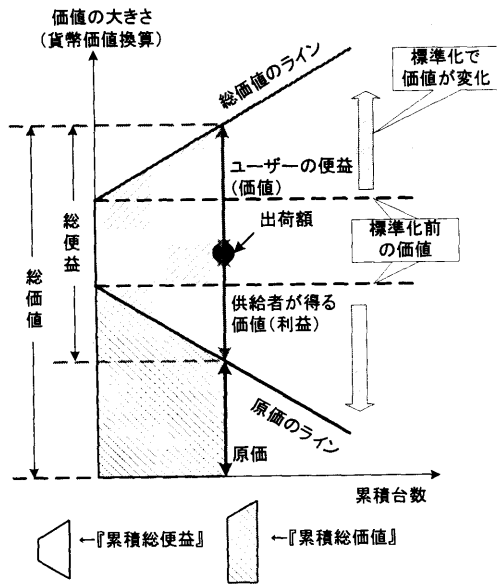 価値の大きさ
(貨幣価値換算)
総価値のライン
標準化で
価値が変化
ユーザーの便益
(価値)
出荷額
標準化前
の価値
総便益
総価値
供給者が得る
価値(利益)
原価のライン
原価
累積台数
←『累積総便益』
←『累積総価値』